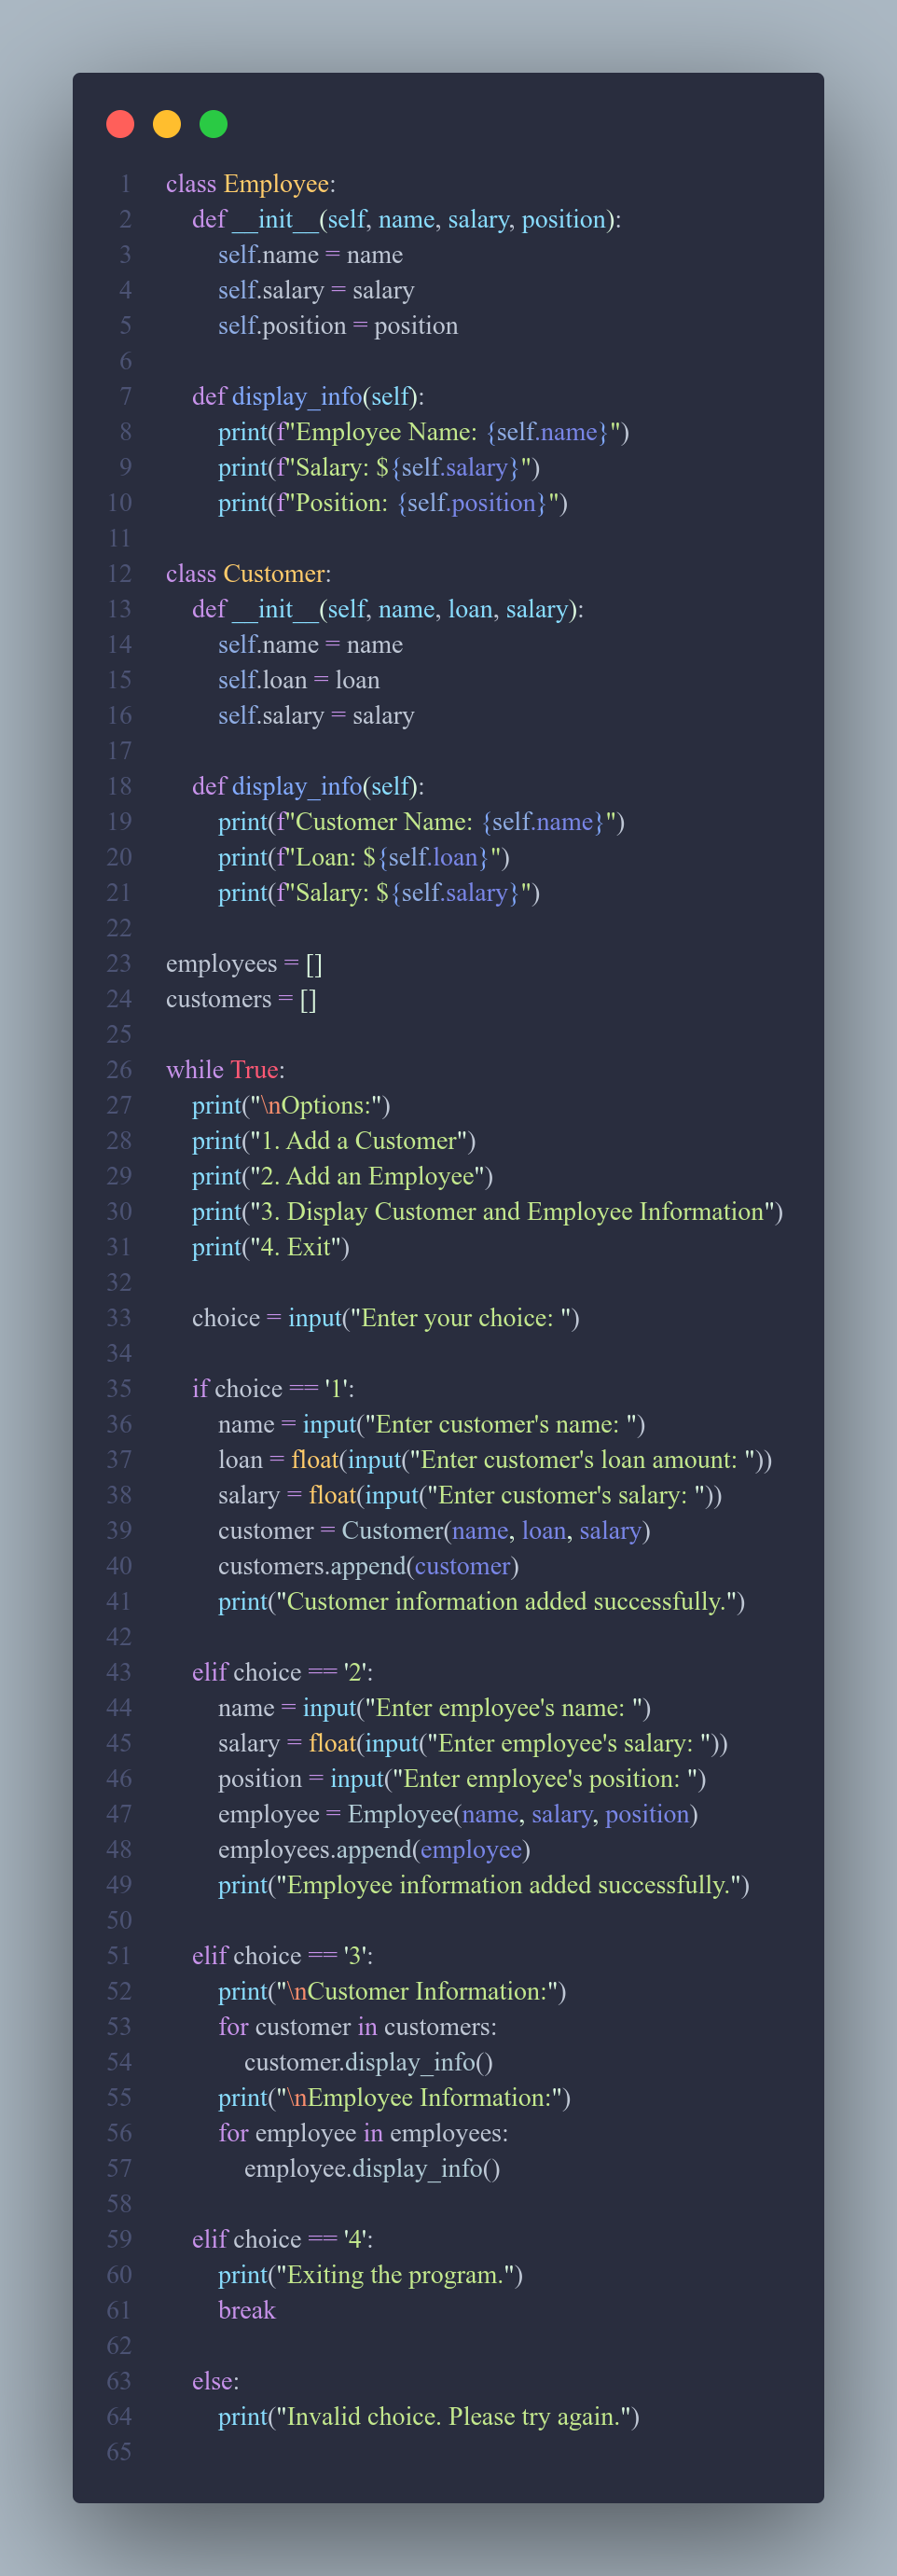 1 class Employee:
2     def __init__(self, name, salary, position):
3         self.name = name
4         self.salary = salary
5         self.position = position
6
7     def display_info(self):
8         print(f"Employee Name: {self.name}")
9         print(f"Salary: ${self.salary}")
10         print(f"Position: {self.position}")
11
12 class Customer:
13     def __init__(self, name, loan, salary):
14         self.name = name
15         self.loan = loan
16         self.salary = salary
17
18     def display_info(self):
19         print(f"Customer Name: {self.name}")
20         print(f"Loan: ${self.loan}")
21         print(f"Salary: ${self.salary}")
22
23 employees = []
24 customers = []
25
26 while True:
27     print("\nOptions:")
28     print("1. Add a Customer")
29     print("2. Add an Employee")
30     print("3. Display Customer and Employee Information")
31     print("4. Exit")
32
33     choice = input("Enter your choice: ")
34
35     if choice == '1':
36         name = input("Enter customer's name: ")
37         loan = float(input("Enter customer's loan amount: "))
38         salary = float(input("Enter customer's salary: "))
39         customer = Customer(name, loan, salary)
40         customers.append(customer)
41         print("Customer information added successfully.")
42
43     elif choice == '2':
44         name = input("Enter employee's name: ")
45         salary = float(input("Enter employee's salary: "))
46         position = input("Enter employee's position: ")
47         employee = Employee(name, salary, position)
48         employees.append(employee)
49         print("Employee information added successfully.")
50
51     elif choice == '3':
52         print("\nCustomer Information:")
53         for customer in customers:
54             customer.display_info()
55         print("\nEmployee Information:")
56         for employee in employees:
57             employee.display_info()
58
59     elif choice == '4':
60         print("Exiting the program.")
61         break
62
63     else:
64         print("Invalid choice. Please try again.")
65